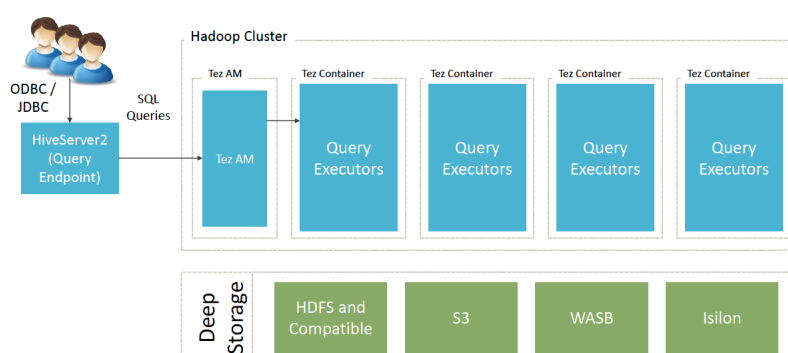 Hadoop Cluster
ODBC /
JDBC
SQL
Queries
HiveServer2
(Query
Endpoint)
Tez AM
Tez AM
Tez Container
Query
Executors
Tez Container
Query
Executors
Tez Container
Query
Executors
Tez Container
Query
Executors
Deep
Storage
HDFS and
Compatible
S3
WASB
Isilon